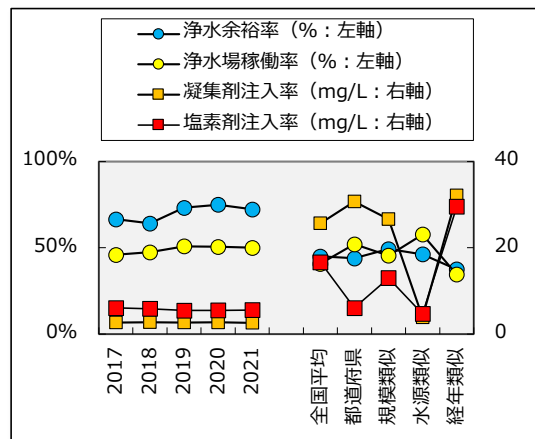 浄水余裕率（%：左軸）
浄水場稼働率（%：左軸）
凝集剤注入率（mg/L：右軸）
塩素剤注入率（mg/L：右軸）
100%
40
50%
20
0%
0
2017
2018
2019
2020
2021
全国平均
都道府県
規模類似
水源類似
経年類似